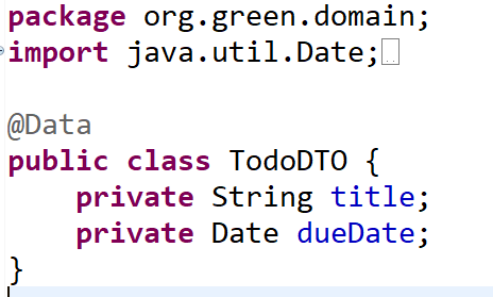 package org.green.domain;
import java.util.Date;
@Data
public class TodoDTO {
    private String title;
    private Date dueDate;
}